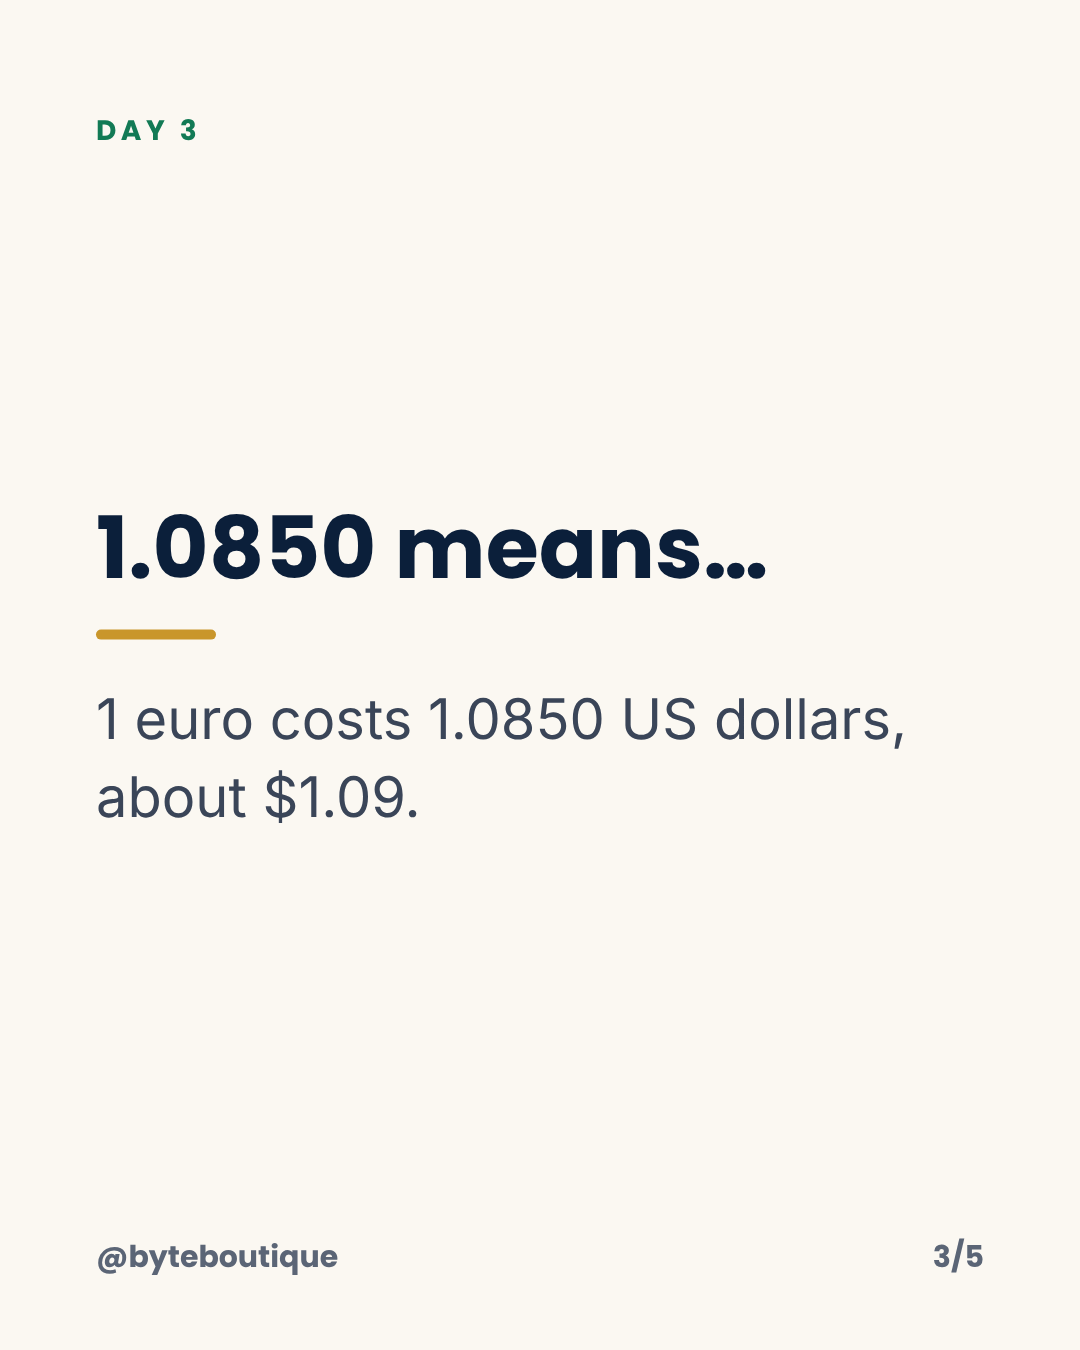 DAY 3
1.0850 means…
1 euro costs 1.0850 US dollars,
about $1.09.
@byteboutique
3/5